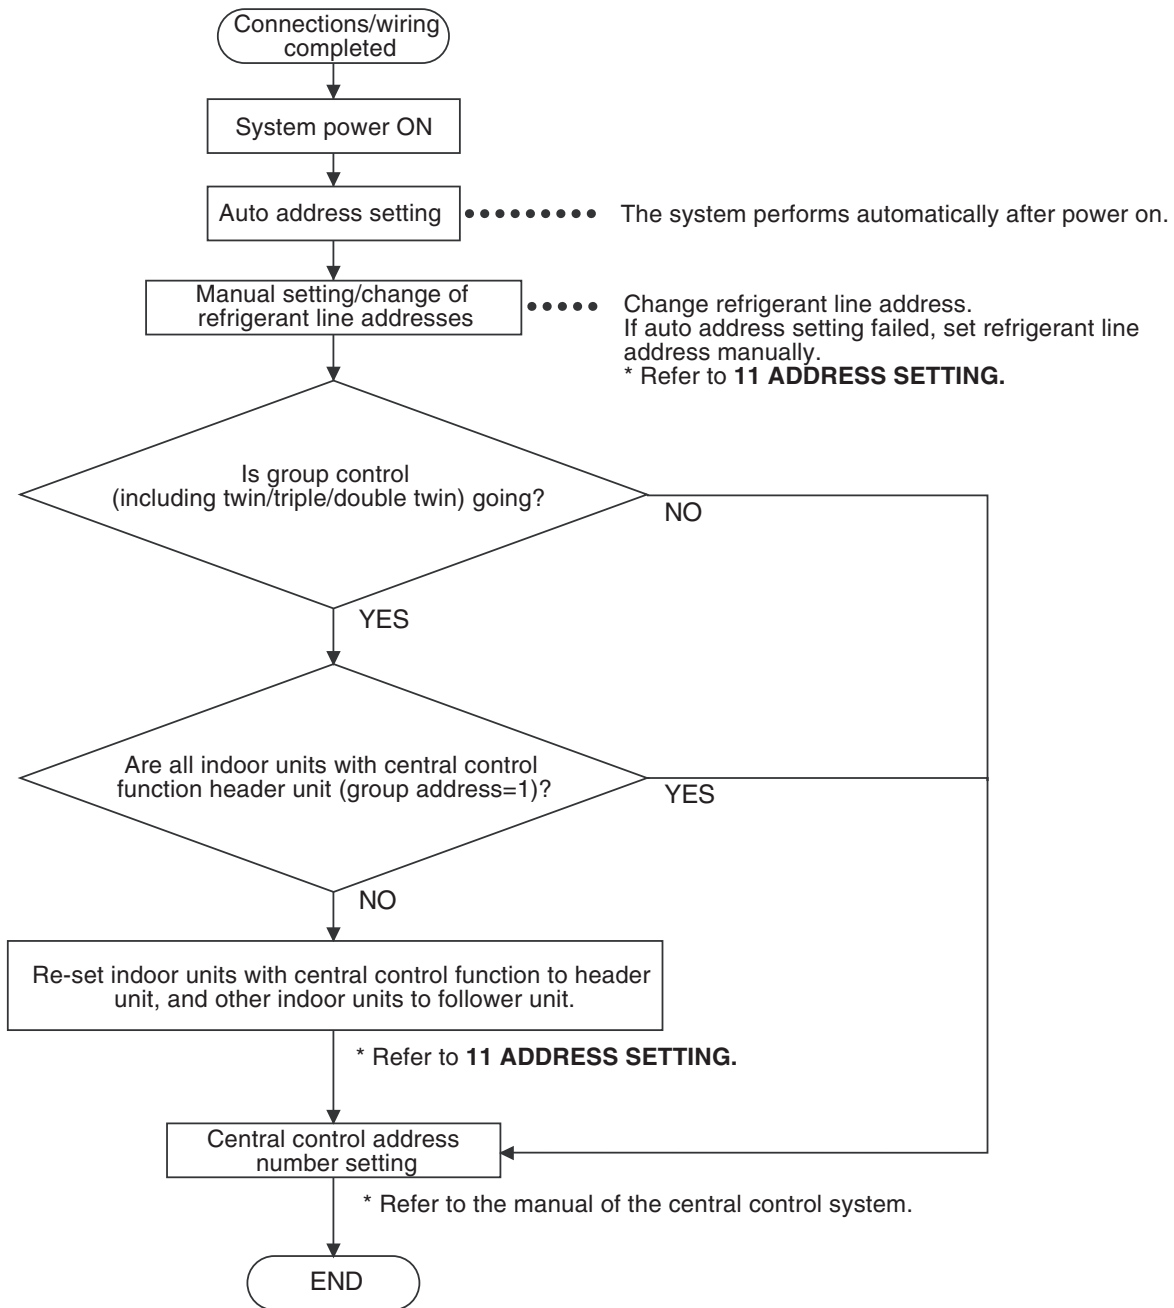 Connections/wiring
completed
System power ON
Auto address setting
The system performs automatically after power on.
Manual setting/change of
refrigerant line addresses
Change refrigerant line address.
If auto address setting failed, set refrigerant line
address manually.
* Refer to 11 ADDRESS SETTING.
Is group control
(including twin/triple/double twin) going?
NO
YES
Are all indoor units with central control
function header unit (group address=1)?
YES
NO
Re-set indoor units with central control function to header
unit, and other indoor units to follower unit.
* Refer to 11 ADDRESS SETTING.
Central control address
number setting
* Refer to the manual of the central control system.
END